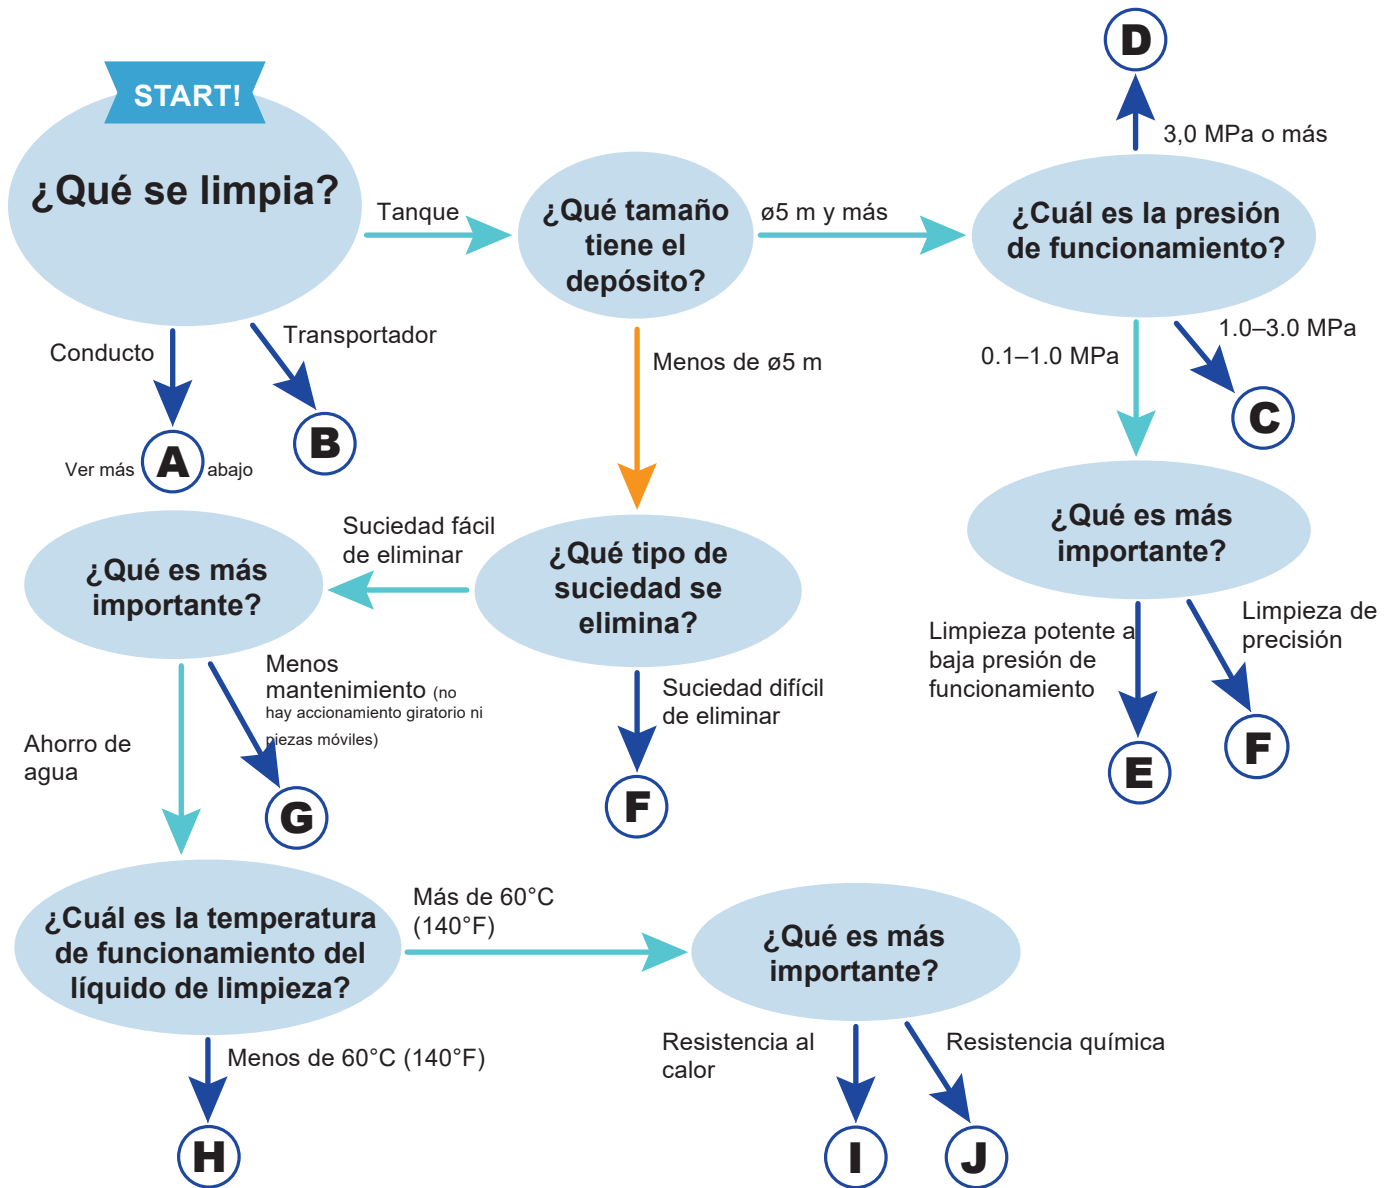 START!
¿Qué se limpia?
Tanque
¿Qué tamaño
tiene el
depósito?
ø5 m y más
¿Cuál es la presión
de funcionamiento?
3,0 MPa o más
D
Conducto
Transportador
Ver más
A
abajo
B
Menos de ø5 m
0.1–1.0 MPa
1.0–3.0 MPa
C
¿Qué es más
importante?
Suciedad fácil
de eliminar
¿Qué tipo de
suciedad se
elimina?
¿Qué es más
importante?
Limpieza potente a
baja presión de
funcionamiento
Limpieza de
precisión
E
F
Suciedad difícil
de eliminar
F
Menos
mantenimiento (no
hay accionamiento giratorio ni
piezas móviles)
G
Ahorro de
agua
¿Cuál es la temperatura
de funcionamiento del
líquido de limpieza?
Más de 60°C
(140°F)
¿Qué es más
importante?
Menos de 60°C (140°F)
H
Resistencia al
calor
Resistencia química
I
J